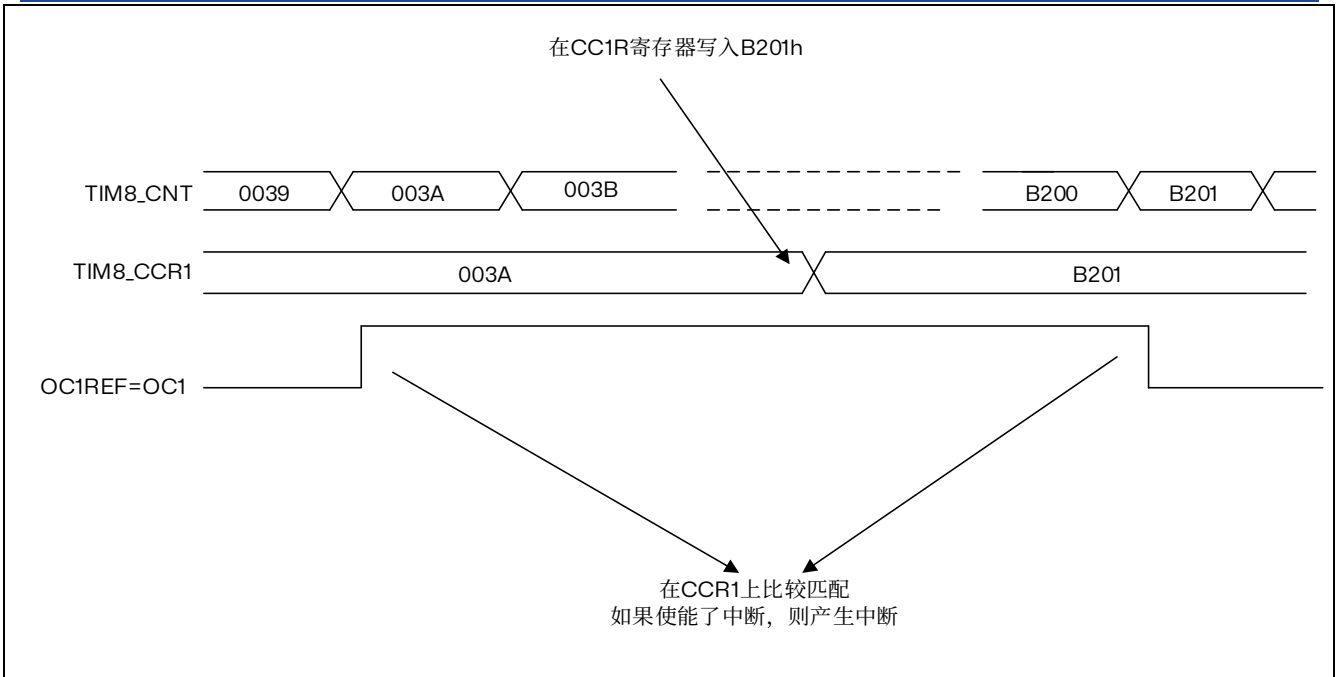 在CC1R寄存器写入B201h
TIM8_CNT 0039 003A 003B B200 B201
TIM8_CCR1 003A B201
OC1REF=OC1
在CCR1上比较匹配
如果使能了中断，则产生中断